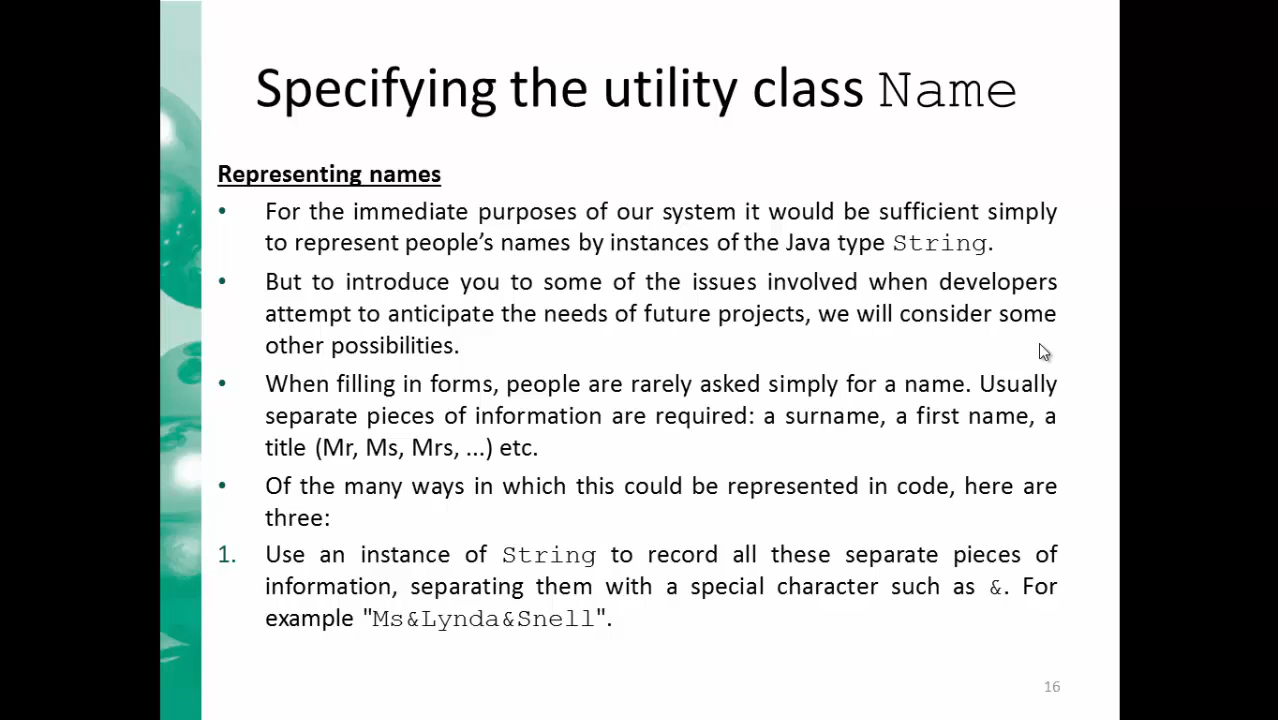 Specifying the utility class Name
Representing names
• For the immediate purposes of our system it would be sufficient simply
to represent people’s names by instances of the Java type String.
• But to introduce you to some of the issues involved when developers
attempt to anticipate the needs of future projects, we will consider some
other possibilities.
• When filling in forms, people are rarely asked simply for a name. Usually
separate pieces of information are required: a surname, a first name, a
title (Mr, Ms, Mrs, ...) etc.
• Of the many ways in which this could be represented in code, here are
three:
1. Use an instance of String to record all these separate pieces of
information, separating them with a special character such as &. For
example "Ms&Lynda&Snell".
16